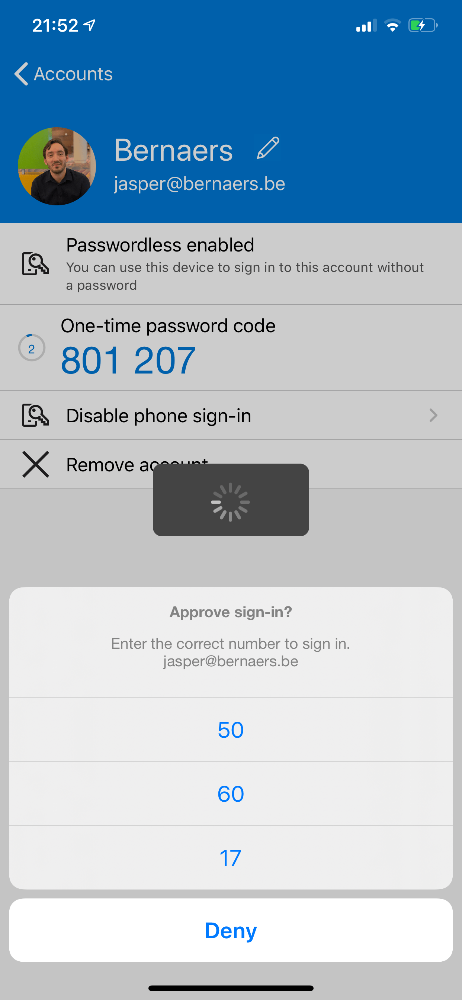 21:52
Accounts
Bernaers
jasper@bernaers.be
Passwordless enabled
You can use this device to sign in to this account without
a password
One-time password code
2
801 207
Disable phone sign-in
Remove account
Approve sign-in?
Enter the correct number to sign in.
jasper@bernaers.be
50
60
17
Deny